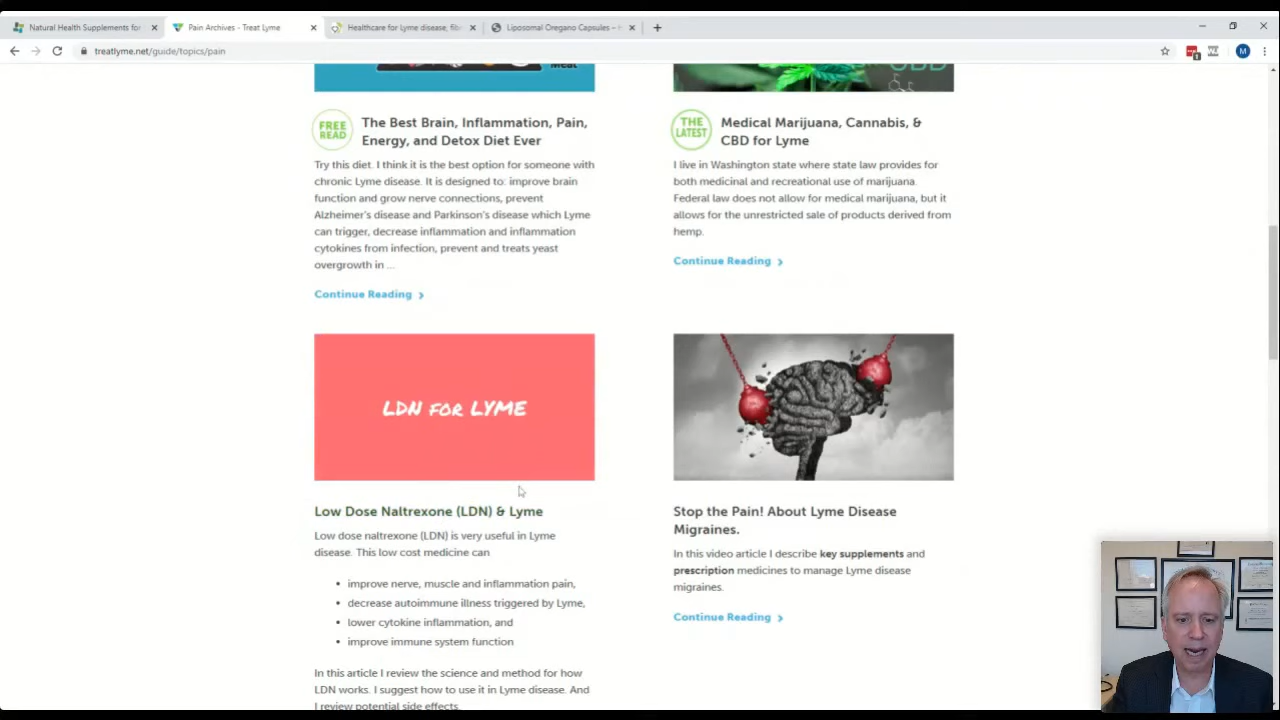 Natural Health Supplements for
Pain Archives - Treat Lyme
Healthcare for Lyme disease, fib
Liposomal Oregano Capsules –
treatlyme.net/guide/topics/pain
M
Meat
CBD
FREE READ
The Best Brain, Inflammation, Pain,
Energy, and Detox Diet Ever
Try this diet. I think it is the best option for someone with
chronic Lyme disease. It is designed to: improve brain
function and grow nerve connections, prevent
Alzheimer's disease and Parkinson's disease which Lyme
can trigger, decrease inflammation and inflammation
cytokines from infection, prevent and treats yeast
overgrowth in ...
Continue Reading
THE LATEST
Medical Marijuana, Cannabis, &
CBD for Lyme
I live in Washington state where state law provides for
both medicinal and recreational use of marijuana.
Federal law does not allow for medical marijuana, but it
allows for the unrestricted sale of products derived from
hemp.
Continue Reading
LDN for LYME
Low Dose Naltrexone (LDN) & Lyme
Low dose naltrexone (LDN) is very useful in Lyme
disease. This low cost medicine can
• improve nerve, muscle and inflammation pain,
• decrease autoimmune illness triggered by Lyme,
• lower cytokine inflammation, and
• improve immune system function
In this article I review the science and method for how
LDN works. I suggest how to use it in Lyme disease. And
I review potential side effects.
Stop the Pain! About Lyme Disease
Migraines.
In this video article I describe key supplements and
prescription medicines to manage Lyme disease
migraines.
Continue Reading